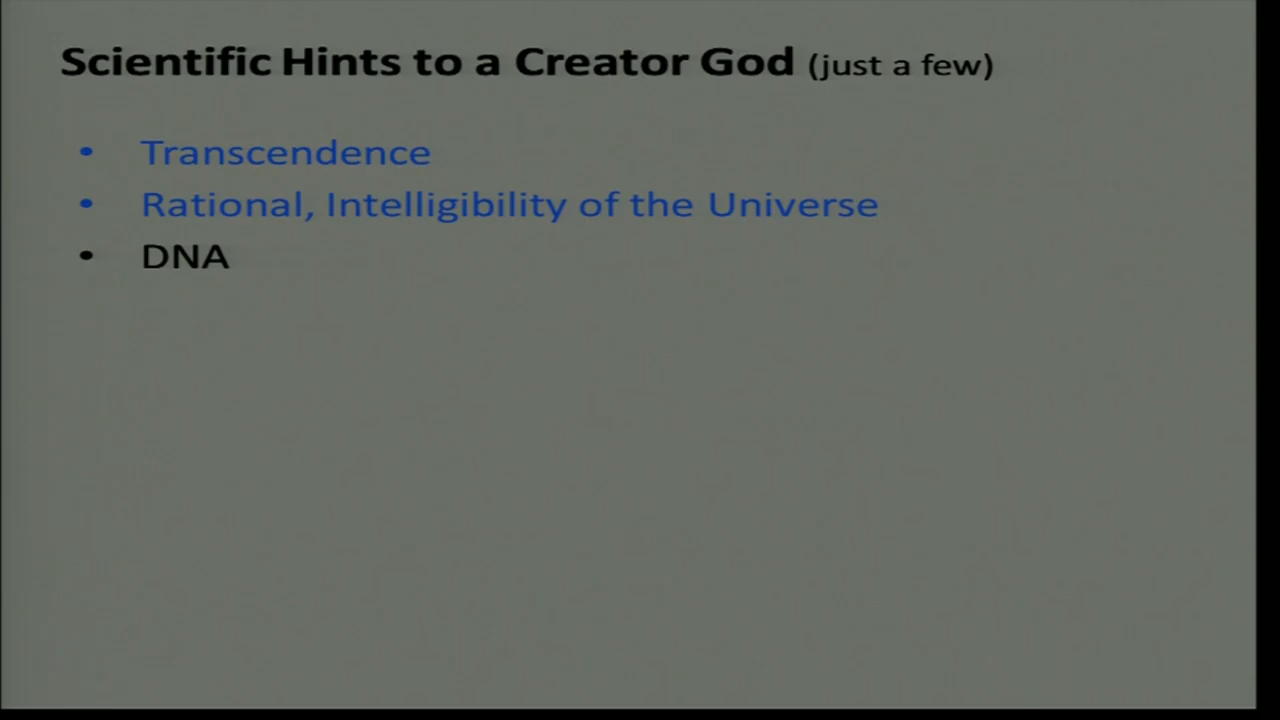 Scientific Hints to a Creator God (just a few)
• Transcendence
• Rational, Intelligibility of the Universe
• DNA